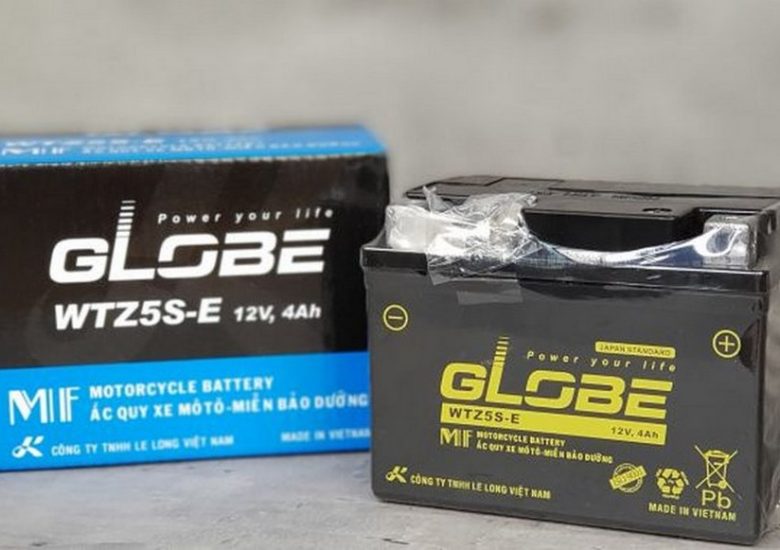 WTZ5S-E
Power your life
GLOBE
WTZ5S-E 12V, 4Ah
MF MOTORCYCLE BATTERY
ẮC QUY XE MÔTÔ-MIỄN BẢO DƯỠNG
CÔNG TY TNHH LE LONG VIỆT NAM
MADE IN VIETNAM
JAPAN STANDARD
Power your life
GLOBE
WTZ5S-E
12V, 4Ah
MF MOTORCYCLE BATTERY
ẮC QUY XE MÔTÔ-MIỄN BẢO DƯỠNG
CÔNG TY TNHH LE LONG VIỆT NAM
Pb
MADE IN VIETNAM